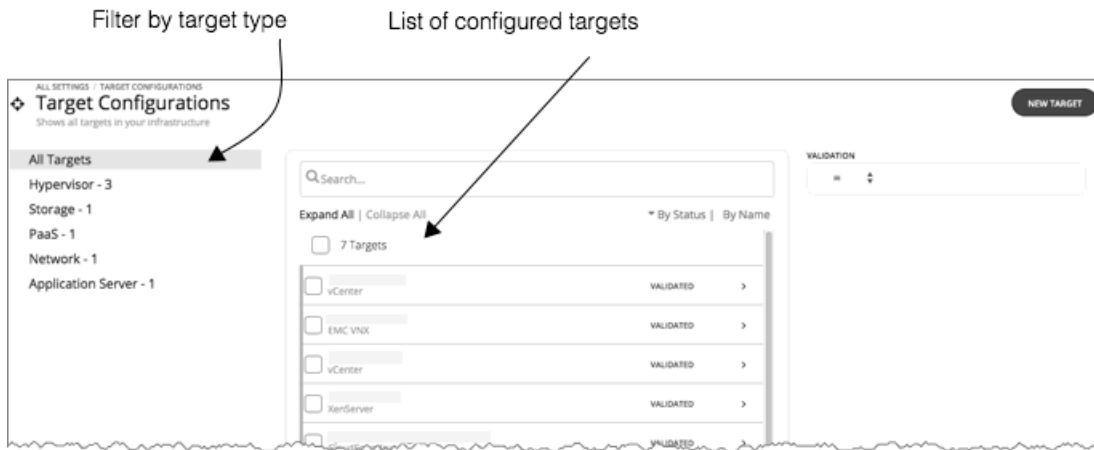 Filter by target type
List of configured targets
ALL SETTINGS / TARGET CONFIGURATIONS
Target Configurations
Shows all targets in your infrastructure
NEW TARGET
All Targets
Hypervisor - 3
Storage - 1
PaaS - 1
Network - 1
Application Server - 1
Search...
Expand All | Collapse All
By Status | By Name
7 Targets
vCenter VALIDATED >
EMC VNX VALIDATED >
vCenter VALIDATED >
XenServer VALIDATED >
VALIDATED
VALIDATION
=